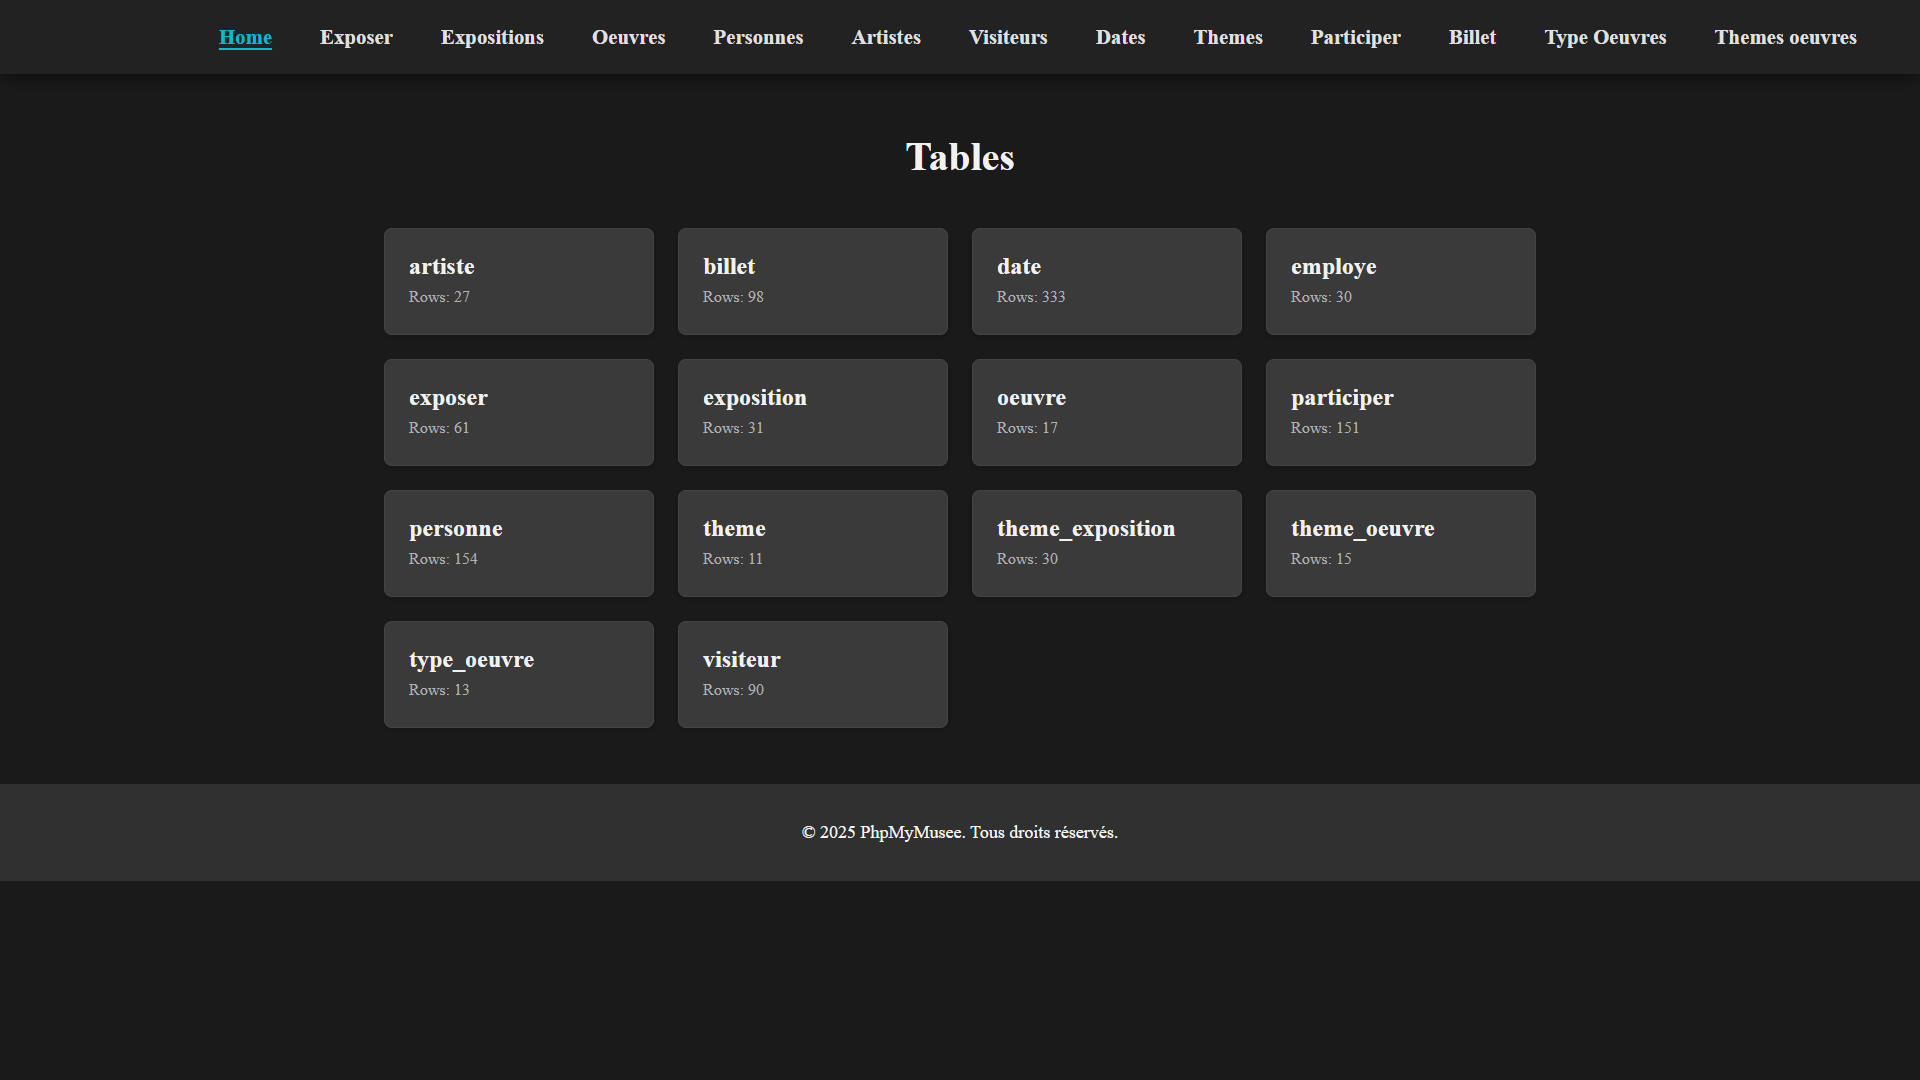 Home Exposer Expositions Oeuvres Personnes Artistes Visiteurs Dates Themes Participer Billet Type Oeuvres Themes oeuvres
Tables
artiste
Rows: 27
billet
Rows: 98
date
Rows: 333
employe
Rows: 30
exposer
Rows: 61
exposition
Rows: 31
oeuvre
Rows: 17
participer
Rows: 151
personne
Rows: 154
theme
Rows: 11
theme_exposition
Rows: 30
theme_oeuvre
Rows: 15
type_oeuvre
Rows: 13
visiteur
Rows: 90
© 2025 PhpMyMusee. Tous droits réservés.